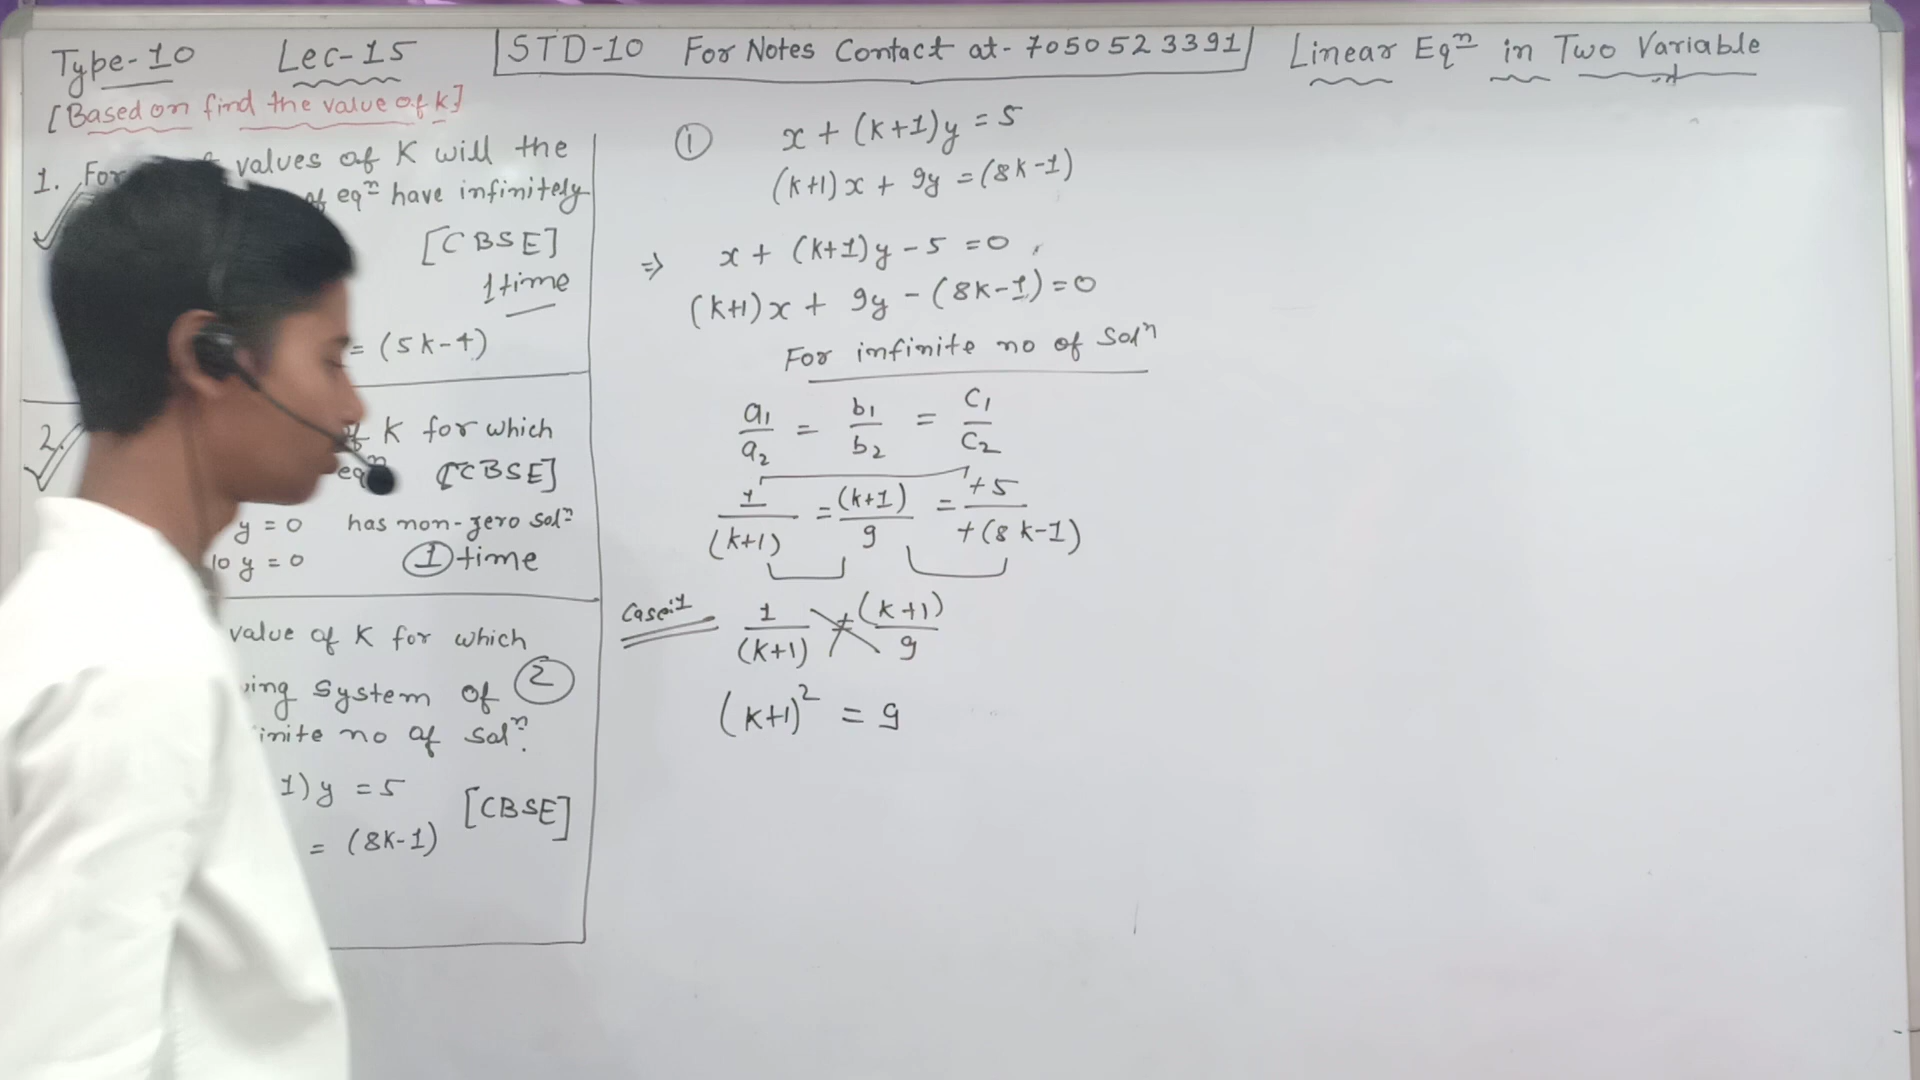 Type-10 Lec-15 STD-10 For Notes Contact at- 7050523391 Linear Eqⁿ in Two Variable
[Based on find the value of k]
1. For values of K will the
of eqⁿ have infinitely
[CBSE]
1 time
= (5k-4)
2. of K for which
eqⁿ [CBSE]
y = 0 has non-zero solⁿ
10 y = 0 ① time
value of K for which
ing System of ②
inite no of solⁿ.
1) y = 5 [CBSE]
= (8k-1)
① x + (k+1)y = 5
(k+1)x + 9y = (8k-1)
⇒ x + (k+1)y - 5 = 0,
(k+1)x + 9y - (8k-1) = 0
For infinite no of Solⁿ
a₁/a₂ = b₁/b₂ = c₁/c₂
1/(k+1) = (k+1)/9 = +5/+(8k-1)
Case:1 1/(k+1) = (k+1)/9
(k+1)² = 9